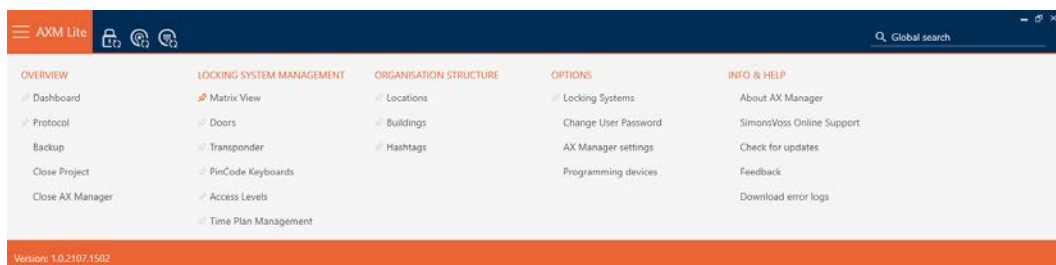 AXM Lite
Global search
OVERVIEW
Dashboard
Protocol
Backup
Close Project
Close AX Manager
LOCKING SYSTEM MANAGEMENT
Matrix View
Doors
Transponder
PinCode Keyboards
Access Levels
Time Plan Management
ORGANISATION STRUCTURE
Locations
Buildings
Hashtags
OPTIONS
Locking Systems
Change User Password
AX Manager settings
Programming devices
INFO & HELP
About AX Manager
SimonsVoss Online Support
Check for updates
Feedback
Download error logs
Version: 1.0.2107.1502